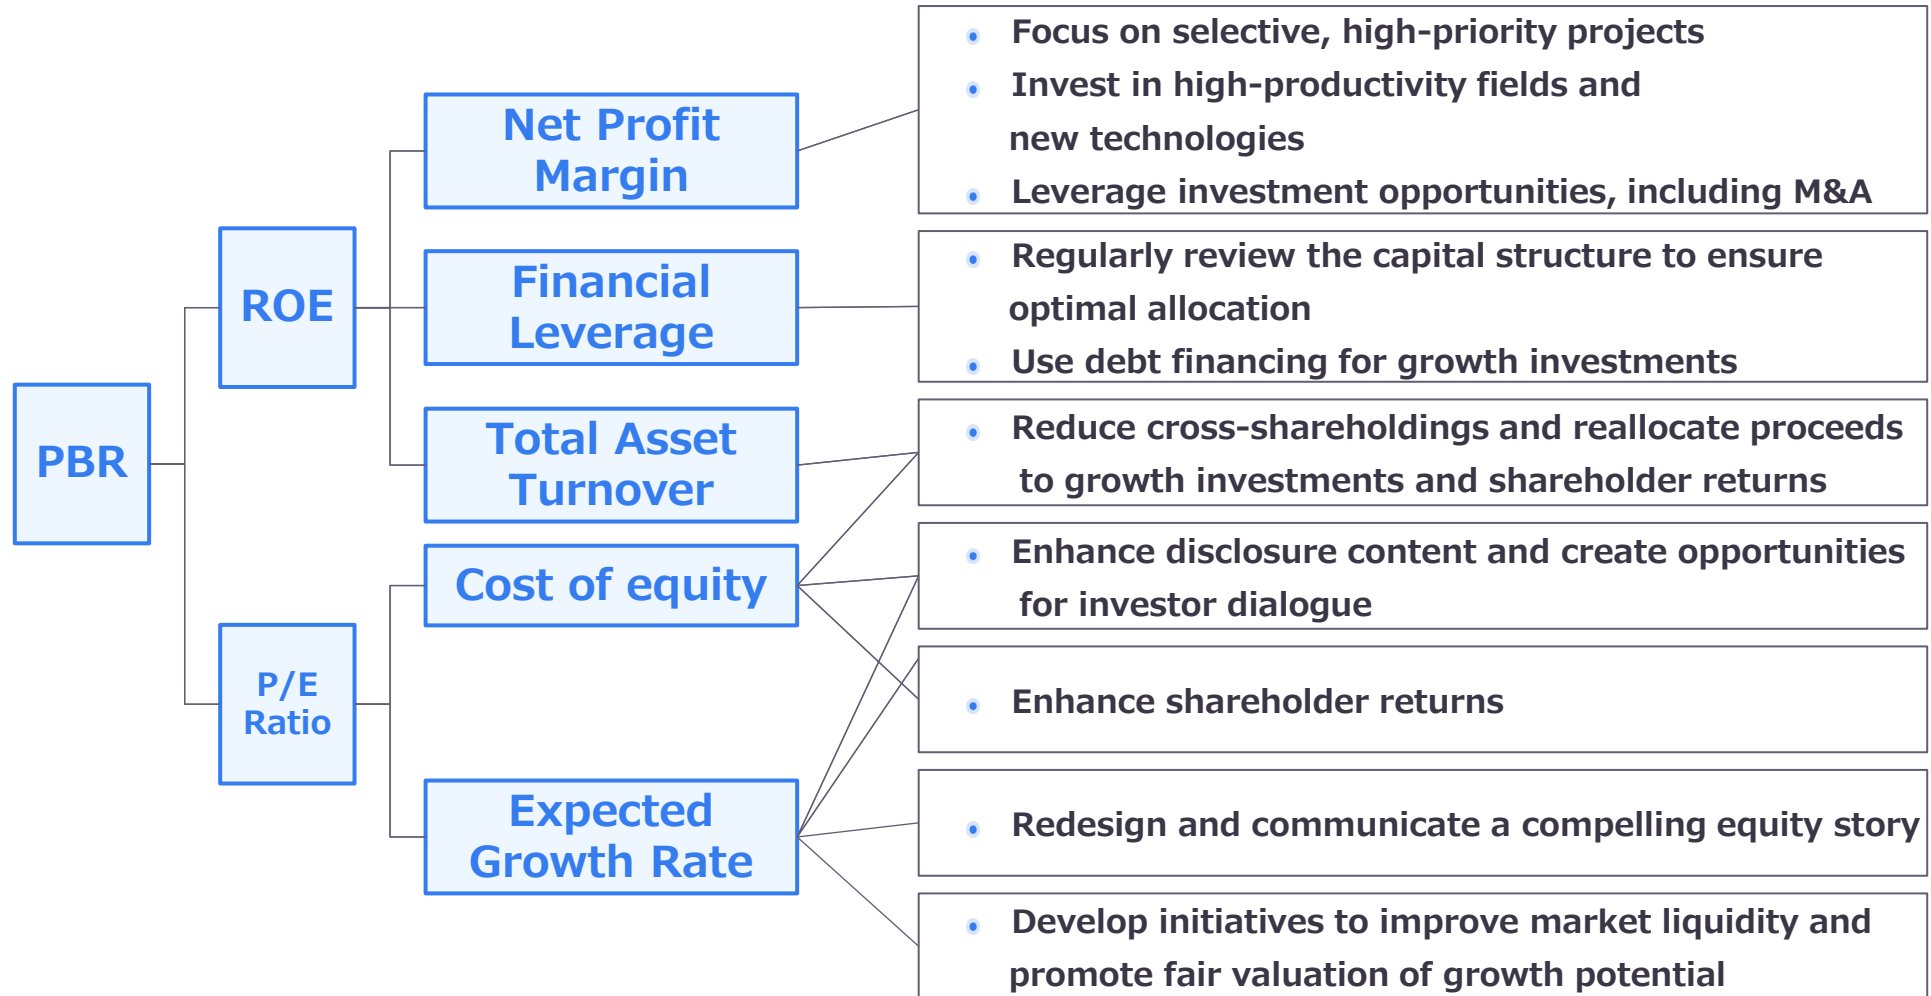 PBR
ROE
P/E
Ratio
Net Profit
Margin
Financial
Leverage
Total Asset
Turnover
Cost of equity
Expected
Growth Rate
Focus on selective, high-priority projects
Invest in high-productivity fields and
new technologies
Leverage investment opportunities, including M&A
Regularly review the capital structure to ensure
optimal allocation
Use debt financing for growth investments
Reduce cross-shareholdings and reallocate proceeds
to growth investments and shareholder returns
Enhance disclosure content and create opportunities
for investor dialogue
Enhance shareholder returns
Redesign and communicate a compelling equity story
Develop initiatives to improve market liquidity and
promote fair valuation of growth potential